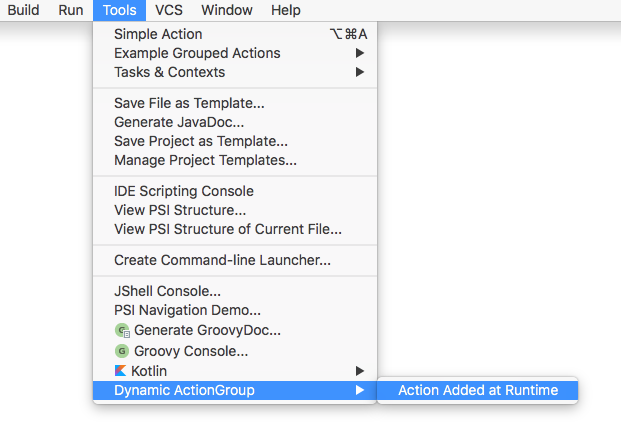 Build Run Tools VCS Window Help
Simple Action ⌥⌘A
Example Grouped Actions
Tasks & Contexts
Save File as Template...
Generate JavaDoc...
Save Project as Template...
Manage Project Templates...
IDE Scripting Console
View PSI Structure...
View PSI Structure of Current File...
Create Command-line Launcher...
JShell Console...
PSI Navigation Demo...
G Generate GroovyDoc...
G Groovy Console...
Kotlin
Dynamic ActionGroup Action Added at Runtime